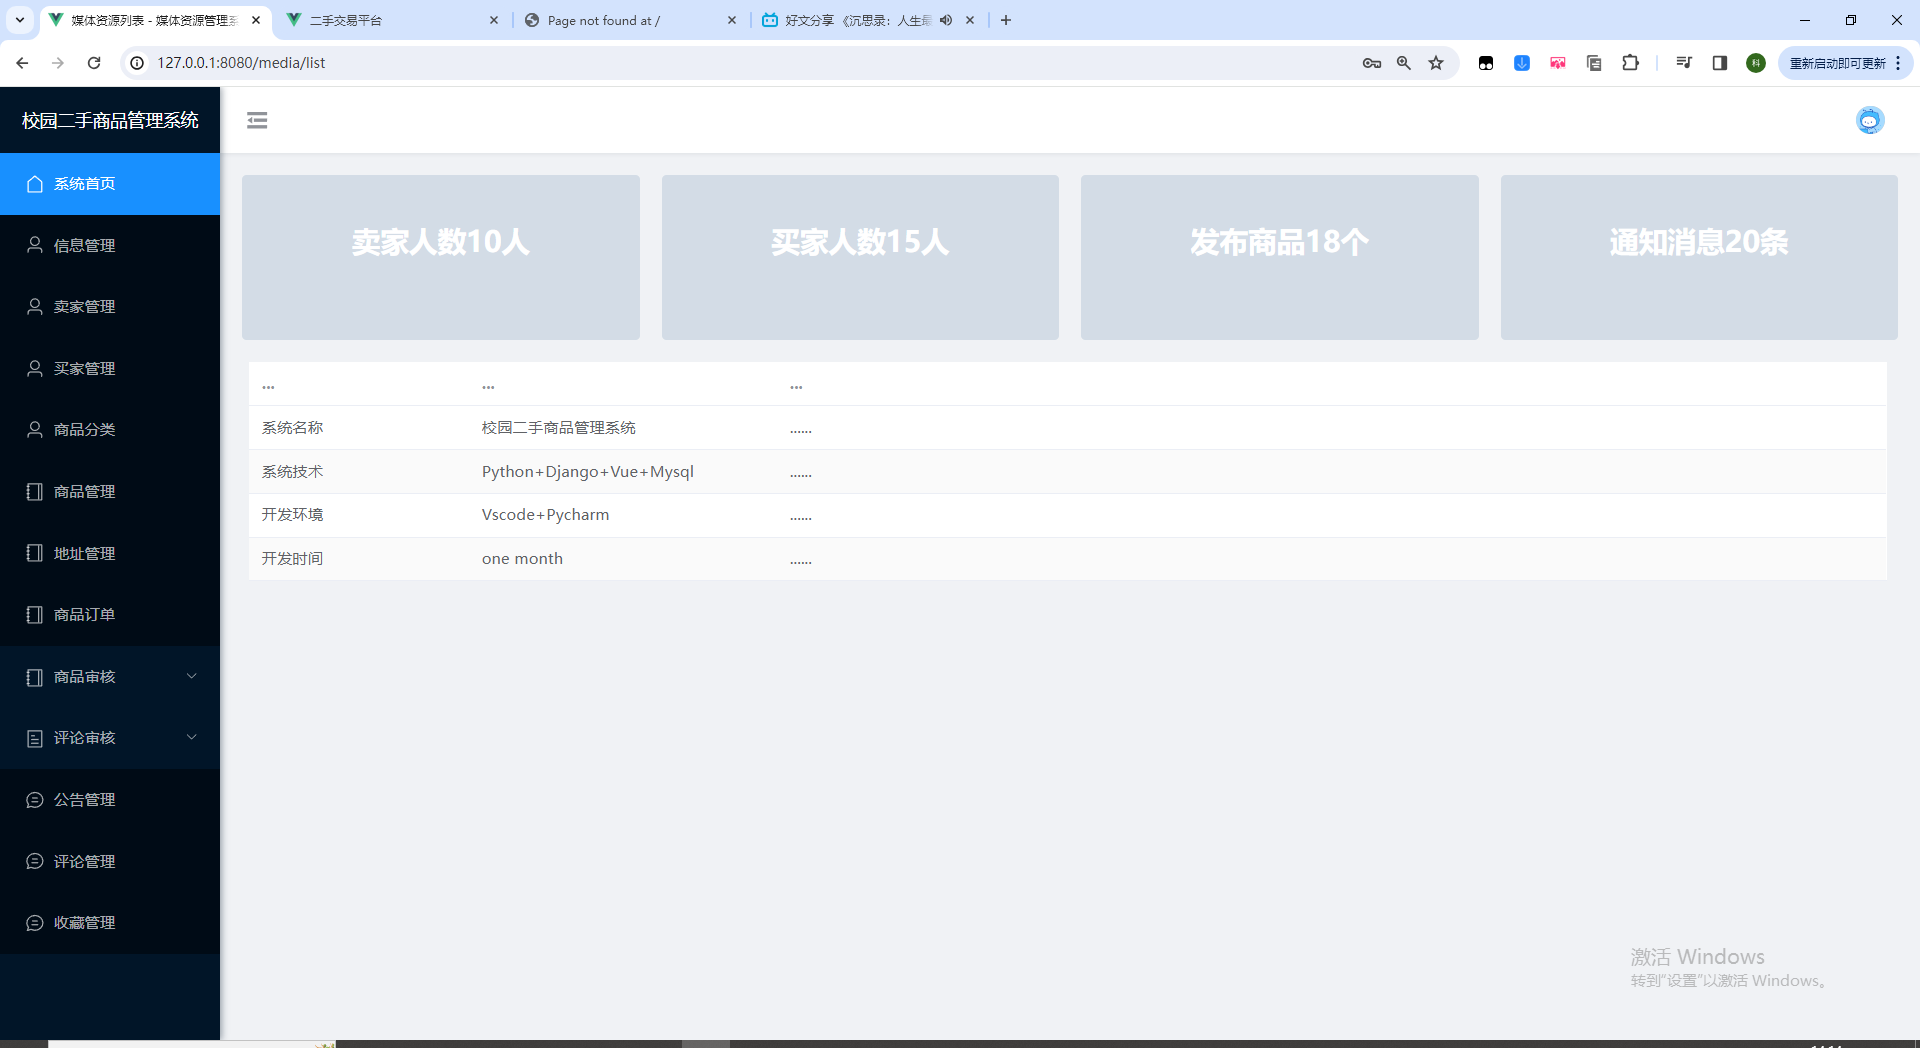 媒体资源列表 - 媒体资源管理系
二手交易平台
Page not found at /
好文分享《沉思录：人生最
127.0.0.1:8080/media/list
科
重新启动即可更新
校园二手商品管理系统
系统首页
信息管理
卖家管理
买家管理
商品分类
商品管理
地址管理
商品订单
商品审核
评论审核
公告管理
评论管理
收藏管理
卖家人数10人
买家人数15人
发布商品18个
通知消息20条
... ... ...
系统名称 校园二手商品管理系统 ......
系统技术 Python+Django+Vue+Mysql ......
开发环境 Vscode+Pycharm ......
开发时间 one month ......
激活 Windows
转到"设置"以激活 Windows。